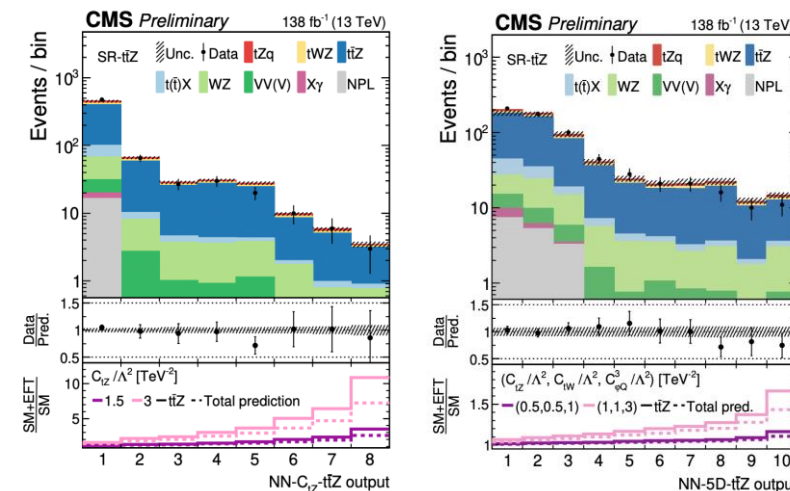 CMS Preliminary 138 fb⁻¹ (13 TeV)
SR-tt̄Z Unc. Data tZq tWZ tt̄Z
t(t̄)X WZ VV(V) Xγ NPL
Events / bin
10³
10²
10
1
Data
Pred.
1.5
1
0.5
C_tZ /Λ² [TeV⁻²]
1.5 3 tt̄Z Total prediction
SM+EFT
SM
10
5
1 2 3 4 5 6 7 8
NN-C_tZ-tt̄Z output
CMS Preliminary 138 fb⁻¹ (13 TeV)
SR-tt̄Z Unc. Data tZq tWZ tt̄Z
t(t̄)X WZ VV(V) Xγ NPL
Events / bin
10³
10²
10
1
Data
Pred.
1.5
1
0.5
(C_tZ /Λ², C_tW /Λ², C³_φQ /Λ²) [TeV⁻²]
(0.5,0.5,1) (1,1,3) tt̄Z Total pred.
SM+EFT
SM
1.5
1
1 2 3 4 5 6 7 8 9 10
NN-5D-tt̄Z output